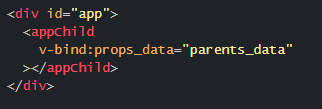 <div id="app">
<appChild
v-bind:props_data="parents_data"
></appChild>
</div>